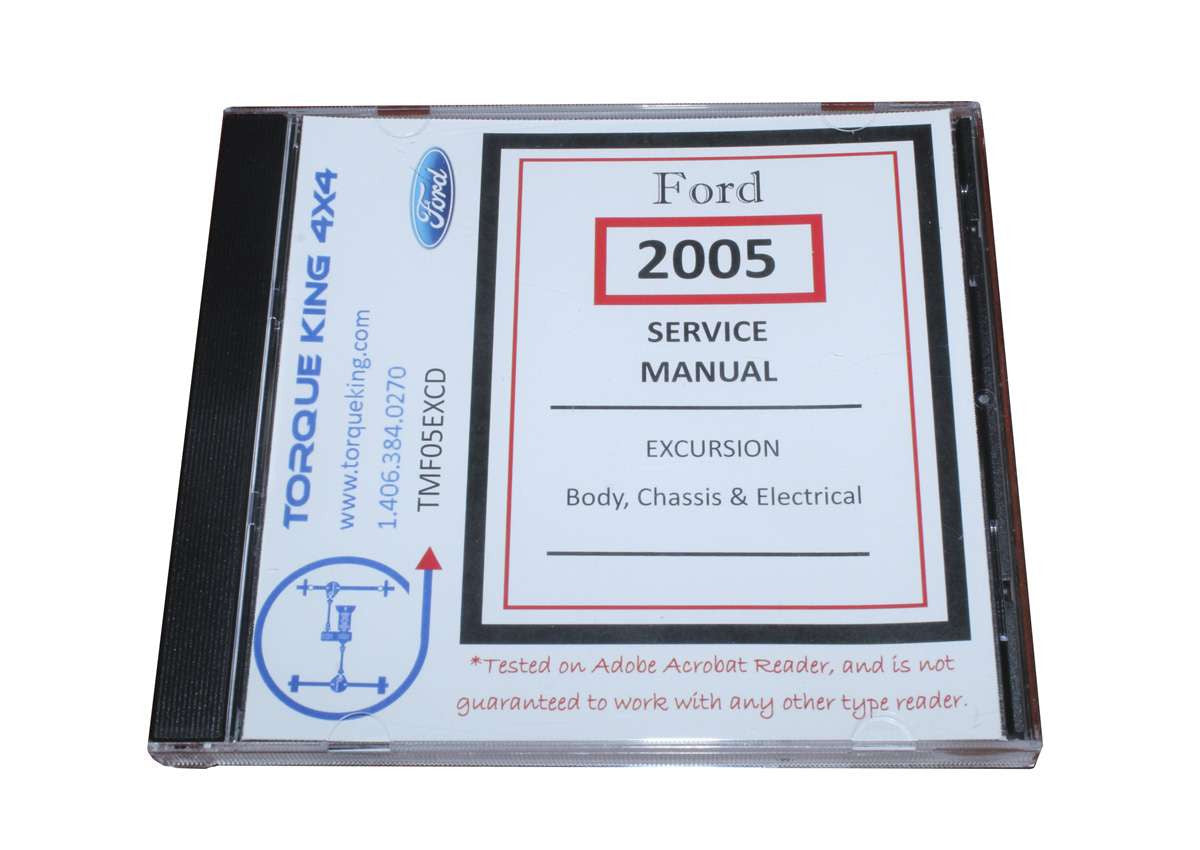 TORQUE KING 4X4
www.torqueking.com
1.406.384.0270
TMF05EXCD
Ford
Ford
2005
SERVICE
MANUAL
EXCURSION
Body, Chassis & Electrical
*Tested on Adobe Acrobat Reader, and is not
guaranteed to work with any other type reader.